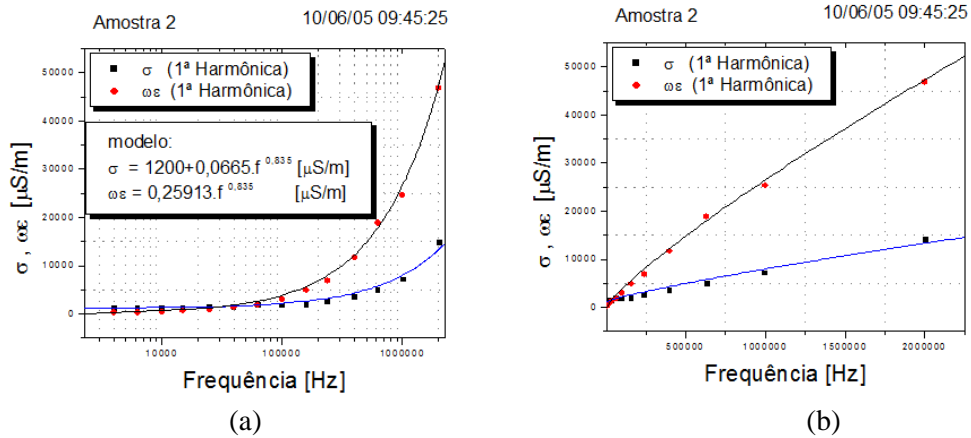 Amostra 2
10/06/05 09:45:25
σ (1ª Harmônica)
ωε (1ª Harmônica)
modelo:
σ = 1200+0,0665.f 0,835 [μS/m]
ωε = 0,25913.f 0,835 [μS/m]
50000
40000
30000
20000
10000
0
σ , ωε [μS/m]
10000
100000
1000000
Frequência [Hz]
(a)
Amostra 2
10/06/05 09:45:25
σ (1ª Harmônica)
ωε (1ª Harmônica)
50000
40000
30000
20000
10000
0
σ , ωε [μS/m]
500000
1000000
1500000
2000000
Frequência [Hz]
(b)